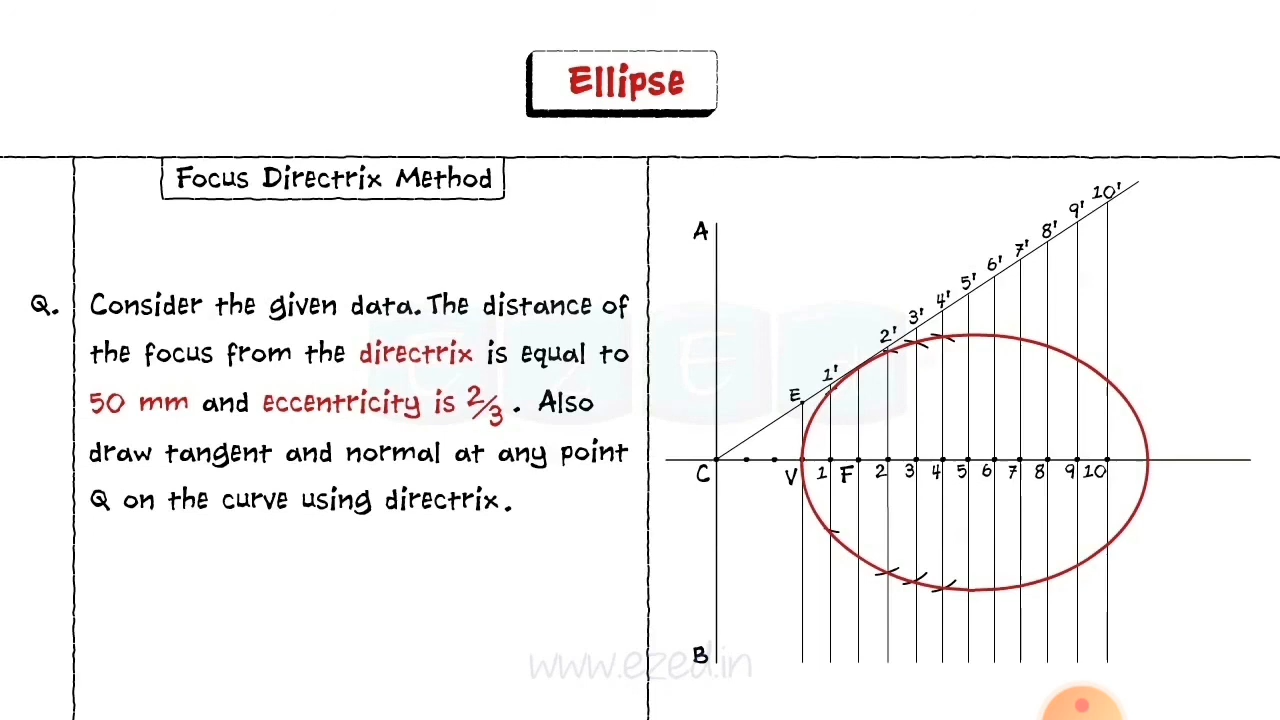 Ellipse
Focus Directrix Method
Q. Consider the given data. The distance of
the focus from the directrix is equal to
50 mm and eccentricity is 2/3. Also
draw tangent and normal at any point
Q on the curve using directrix.
A
E 1' 2' 3' 4' 5' 6' 7' 8' 9' 10'
C V 1 F 2 3 4 5 6 7 8 9 10
B
www.ezed.in